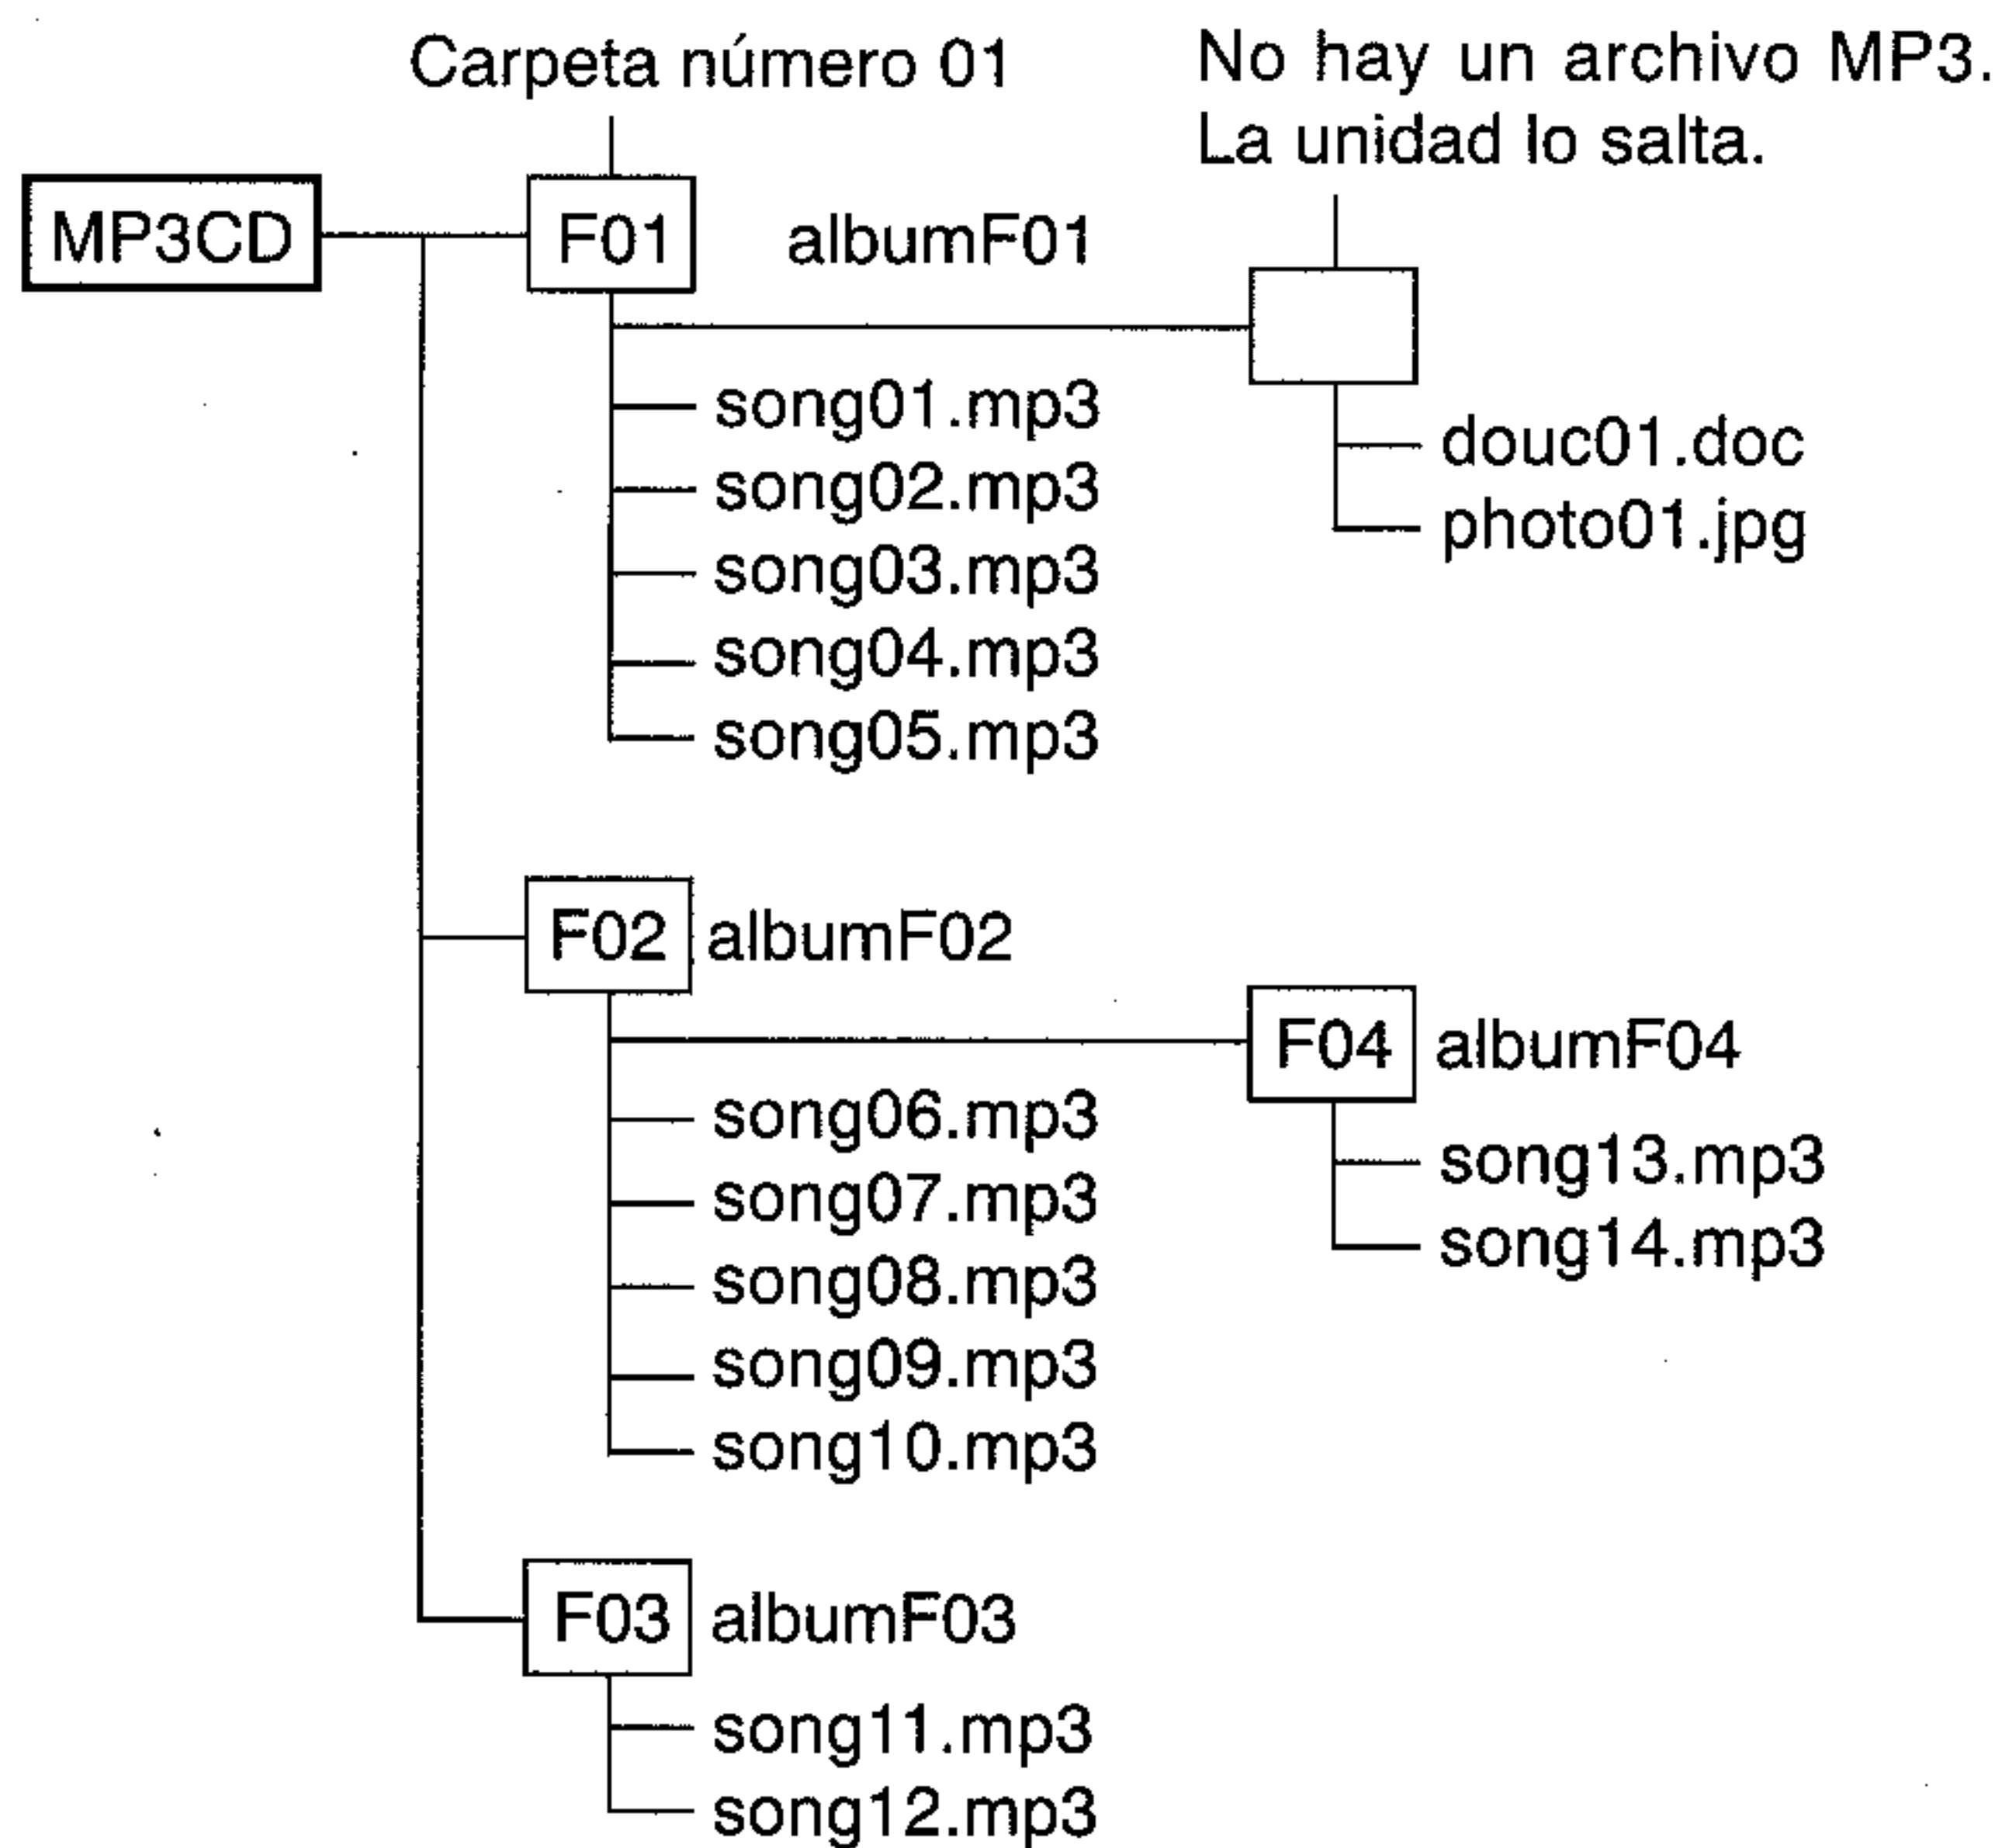 Carpeta número 01
No hay un archivo MP3.
La unidad lo salta.
MP3CD
F01
albumF01
song01.mp3
song02.mp3
song03.mp3
song04.mp3
song05.mp3
douc01.doc
photo01.jpg
F02
albumF02
song06.mp3
song07.mp3
song08.mp3
song09.mp3
song10.mp3
F04
albumF04
song13.mp3
song14.mp3
F03
albumF03
song11.mp3
song12.mp3